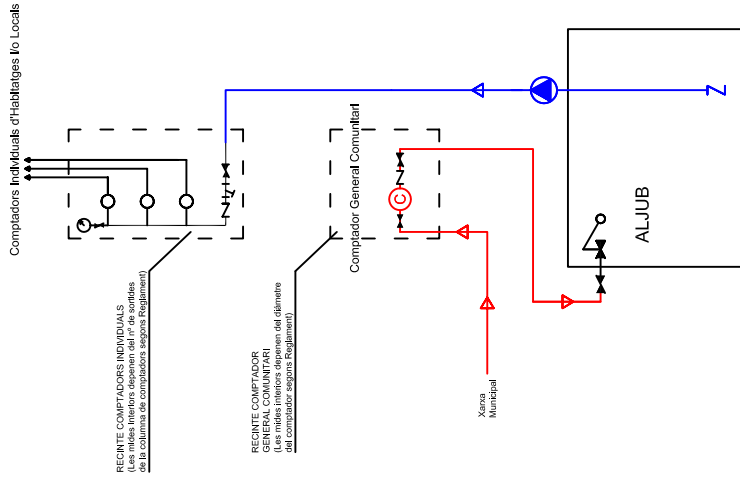 Comptadors Individuals d'Habitatges i/o Locals
RECINTE COMPTADORS INDIVIDUALS
(Les mides interiors depenen del nº de sortides
de la columna de comptadors segons Reglament)
Comptador General Comunitari
C
RECINTE COMPTADOR
GENERAL COMUNITARI
(Les mides interiors depenen del diàmetre
del comptador segons Reglament)
Xarxa
Municipal
ALJUB